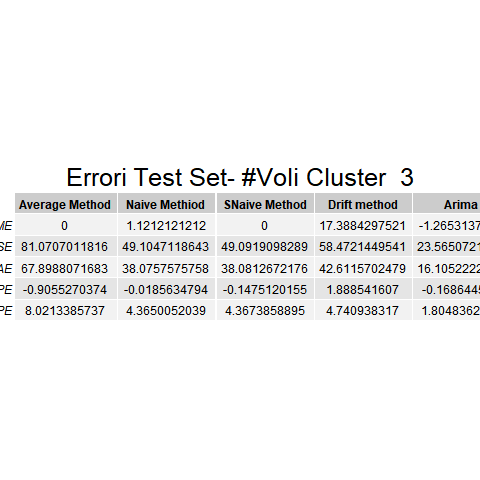 Errori Test Set- #Voli Cluster 3
Average Method Naive Method SNaive Method Drift method Arima
ME 0 1.1212121212 0 17.3884297521 -1.2653137
SE 81.0707011816 49.1047118643 49.0919098289 58.4721449541 23.5650721
AE 67.8988071683 38.0757575758 38.0812672176 42.6115702479 16.1052222
PE -0.9055270374 -0.0185634794 -0.1475120155 1.888541607 -0.1686445
PE 8.0213385737 4.3650052039 4.3673858895 4.740938317 1.8048362